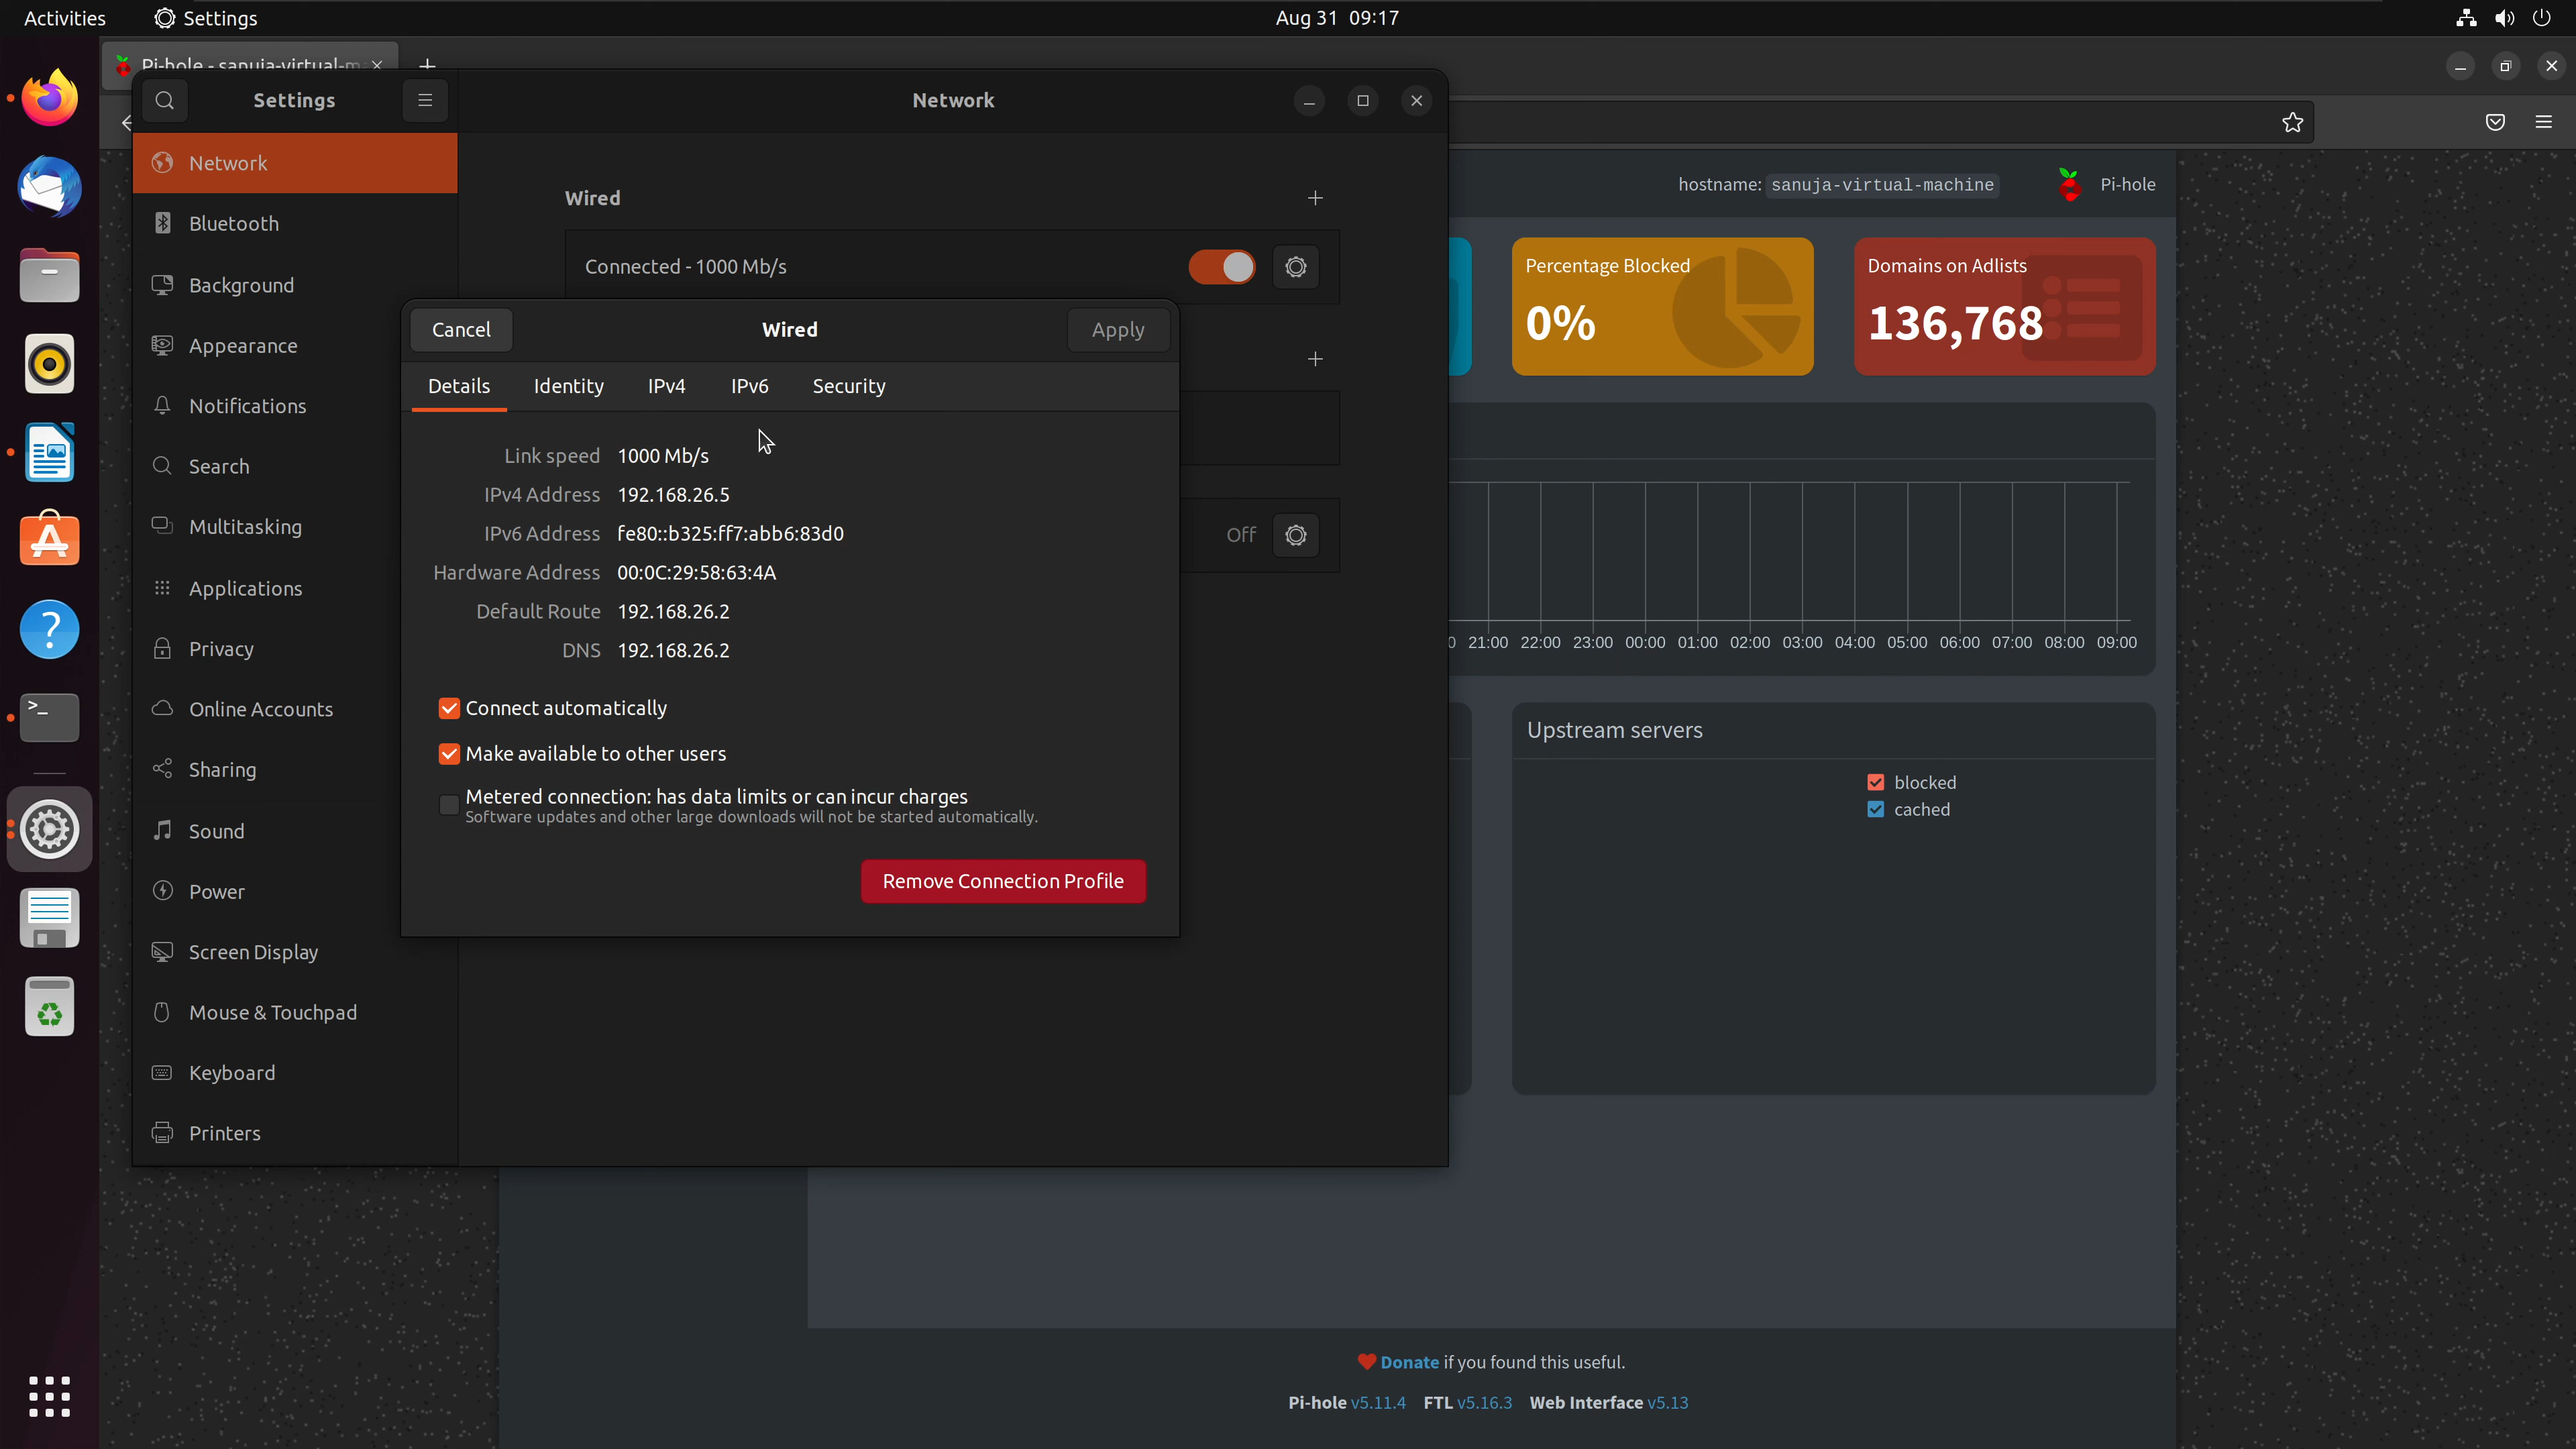 Activities
Settings
Aug 31 09:17
Pi-hole - sanuja-virtual-ma
Settings
Network
hostname: sanuja-virtual-machine
Pi-hole
Network
Bluetooth
Background
Appearance
Notifications
Search
Multitasking
Applications
Privacy
Online Accounts
Sharing
Sound
Power
Screen Display
Mouse & Touchpad
Keyboard
Printers
Wired
Connected - 1000 Mb/s
Off
Cancel
Wired
Apply
Details
Identity
IPv4
IPv6
Security
Link speed 1000 Mb/s
IPv4 Address 192.168.26.5
IPv6 Address fe80::b325:ff7:abb6:83d0
Hardware Address 00:0C:29:58:63:4A
Default Route 192.168.26.2
DNS 192.168.26.2
Connect automatically
Make available to other users
Metered connection: has data limits or can incur charges
Software updates and other large downloads will not be started automatically.
Remove Connection Profile
Percentage Blocked
0%
Domains on Adlists
136,768
0 21:00 22:00 23:00 00:00 01:00 02:00 03:00 04:00 05:00 06:00 07:00 08:00 09:00
Upstream servers
blocked
cached
Donate if you found this useful.
Pi-hole v5.11.4 FTL v5.16.3 Web Interface v5.13